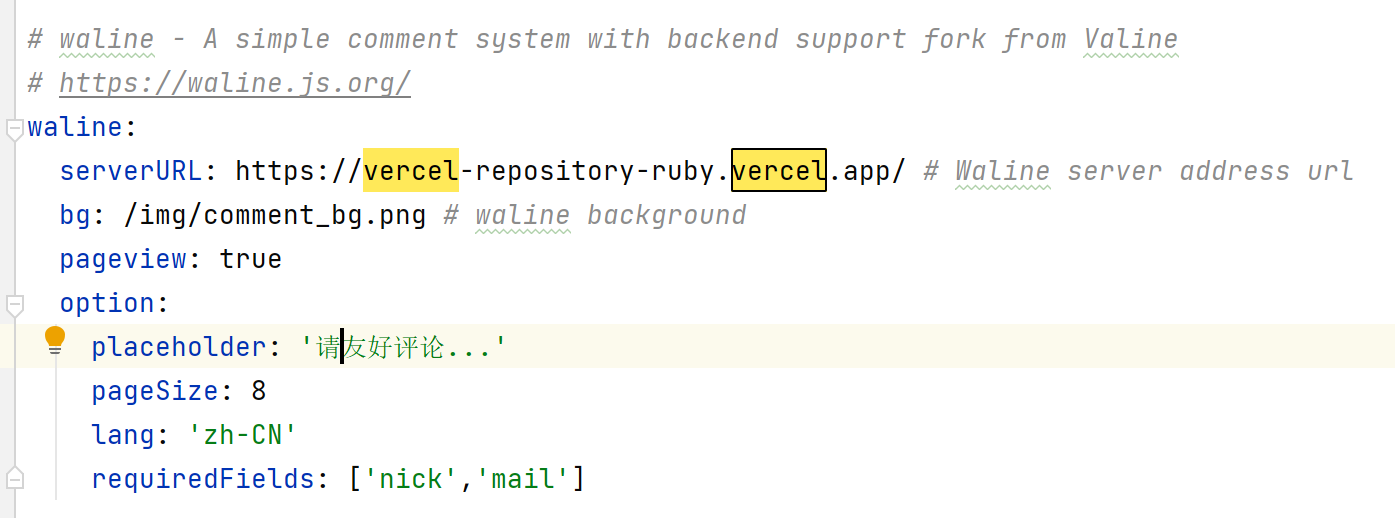 # waline - A simple comment system with backend support fork from Valine
# https://waline.js.org/
waline:
  serverURL: https://vercel-repository-ruby.vercel.app/ # Waline server address url
  bg: /img/comment_bg.png # waline background
  pageview: true
  option:
    placeholder: '请友好评论...'
    pageSize: 8
    lang: 'zh-CN'
    requiredFields: ['nick','mail']